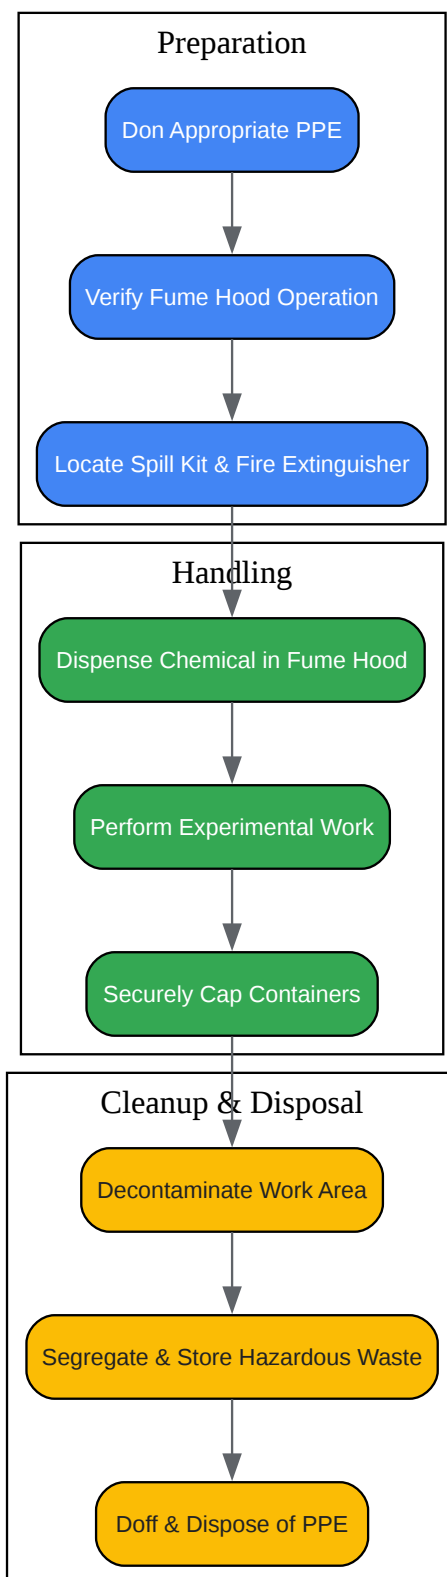 Preparation
Don Appropriate PPE
Verify Fume Hood Operation
Locate Spill Kit & Fire Extinguisher
Handling
Dispense Chemical in Fume Hood
Perform Experimental Work
Securely Cap Containers
Cleanup & Disposal
Decontaminate Work Area
Segregate & Store Hazardous Waste
Doff & Dispose of PPE